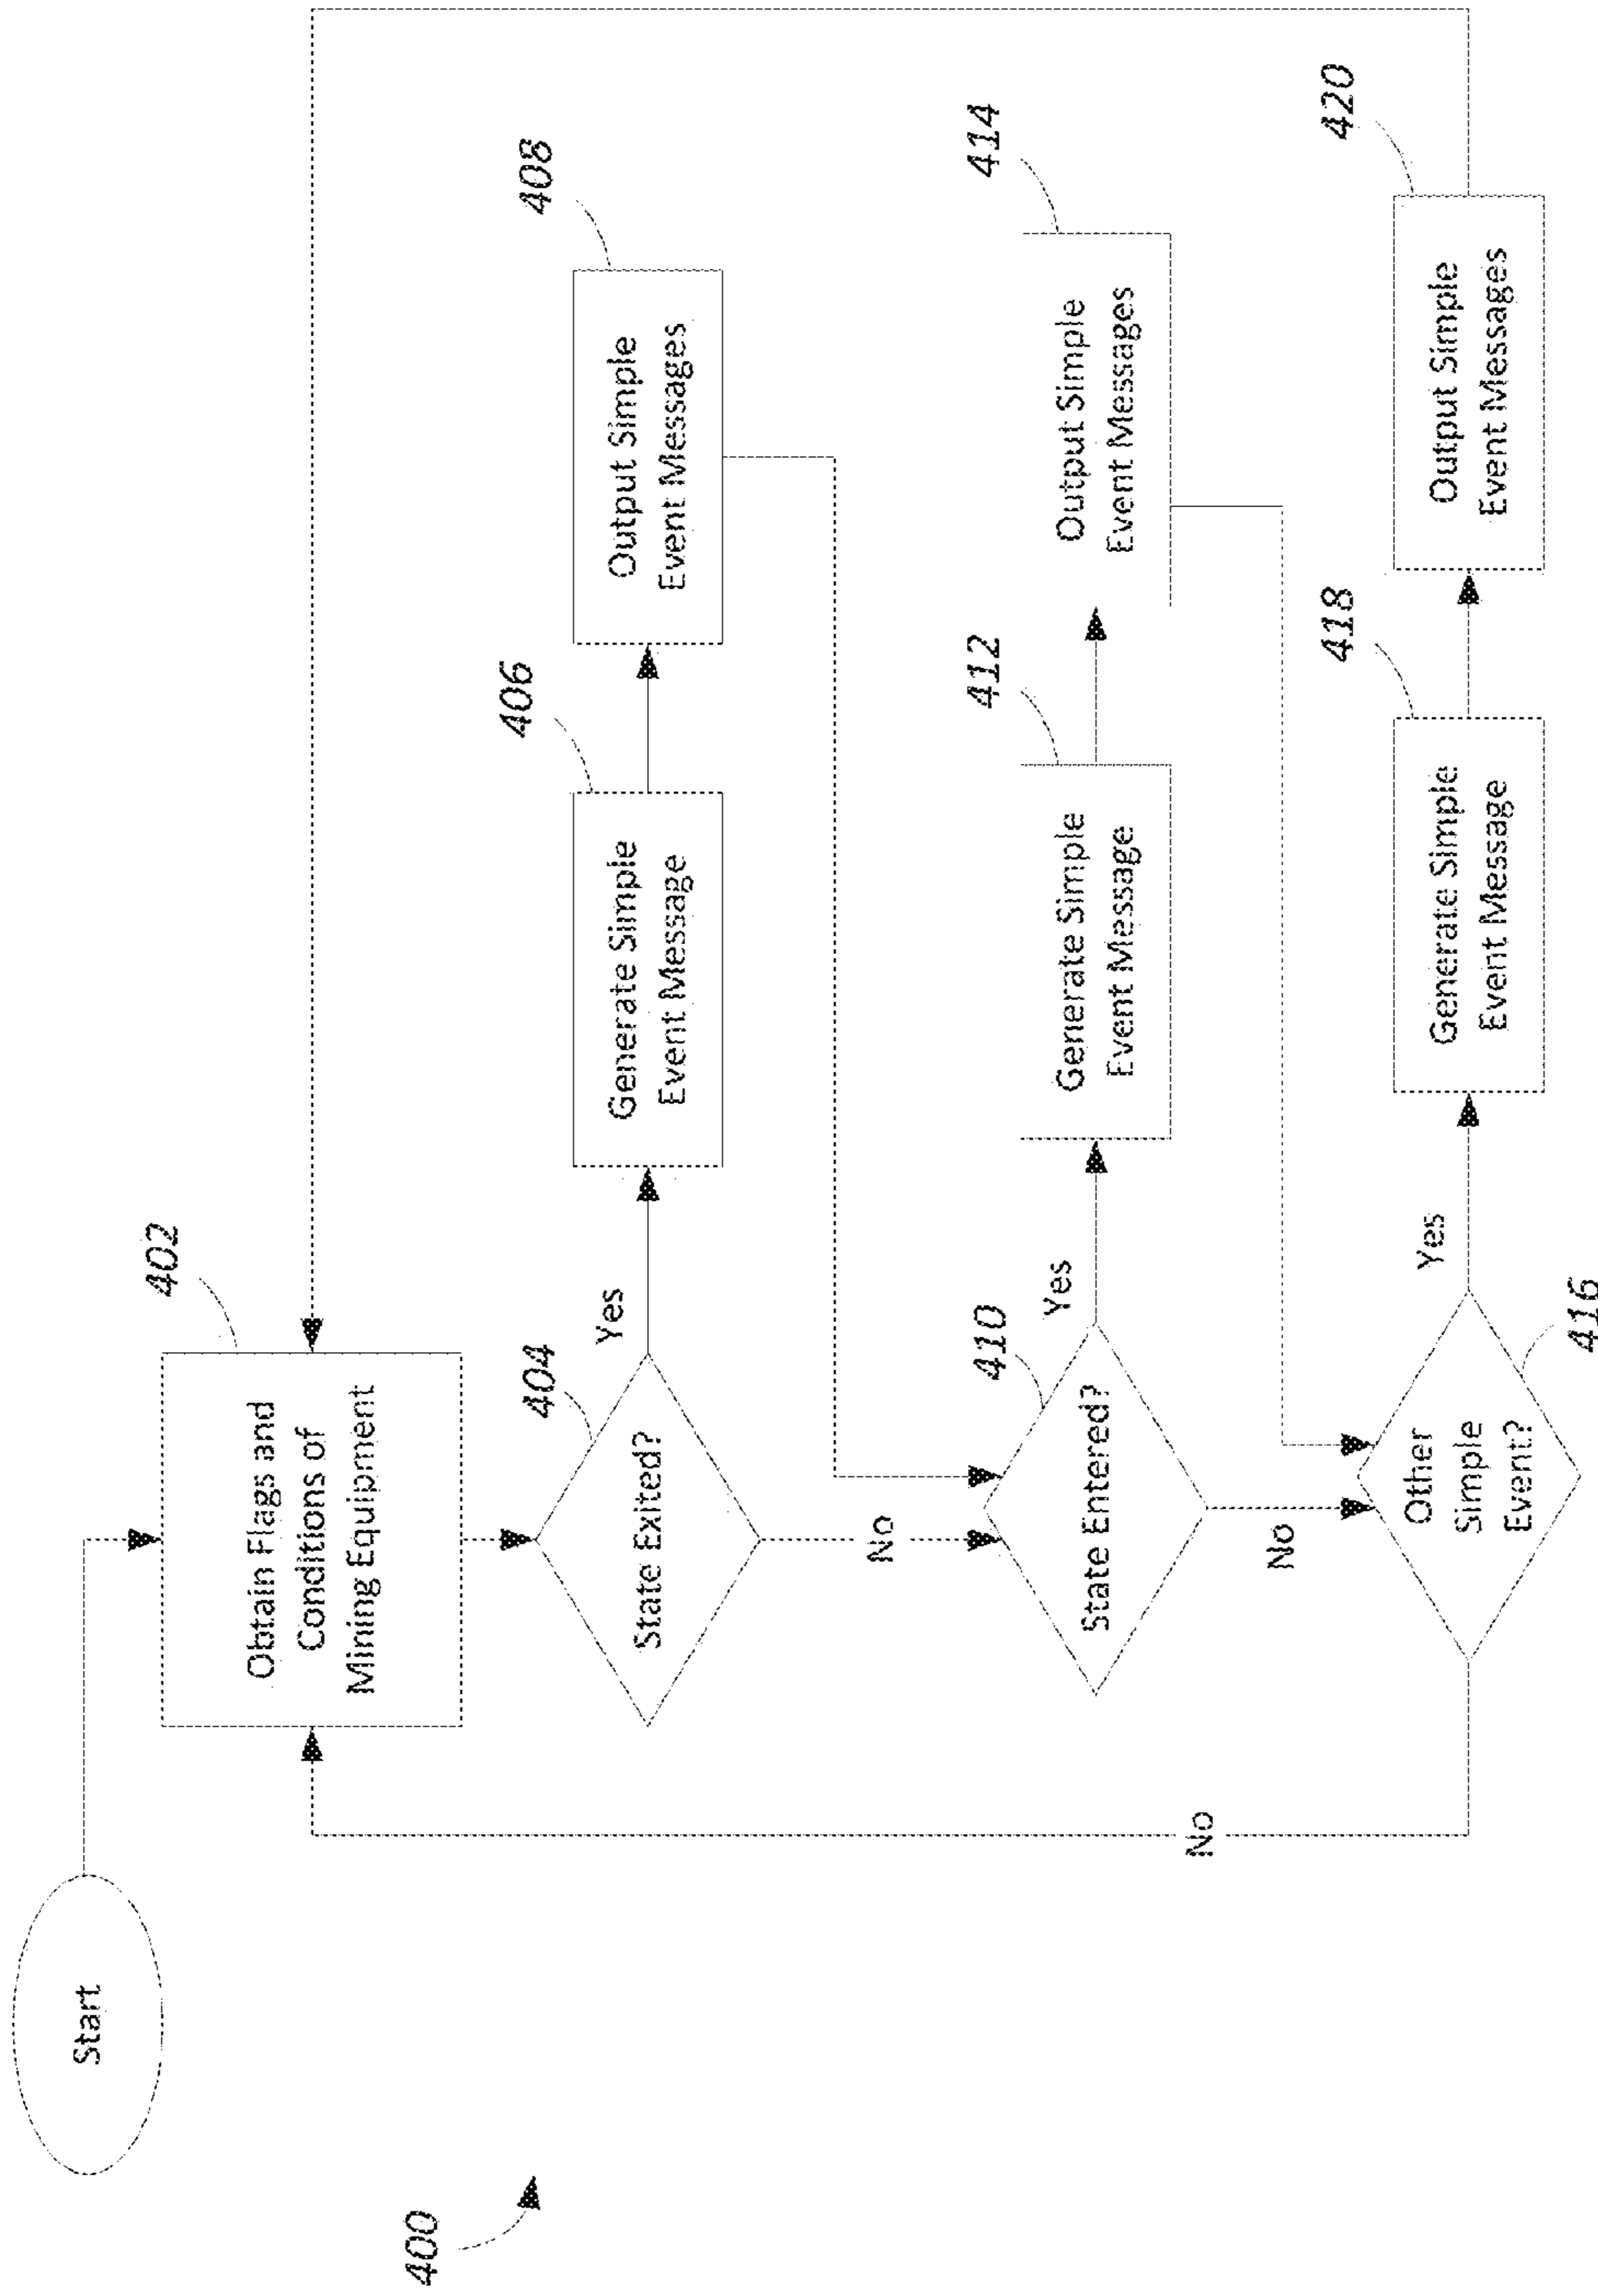 400
Start
402
Obtain Flags and
Conditions of
Mining Equipment
404
State Exited?
Yes
406
Generate Simple
Event Message
408
Output Simple
Event Messages
No
410
State Entered?
Yes
412
Generate Simple
Event Message
414
Output Simple
Event Messages
No
416
Other
Simple
Event?
Yes
418
Generate Simple
Event Message
420
Output Simple
Event Messages
No